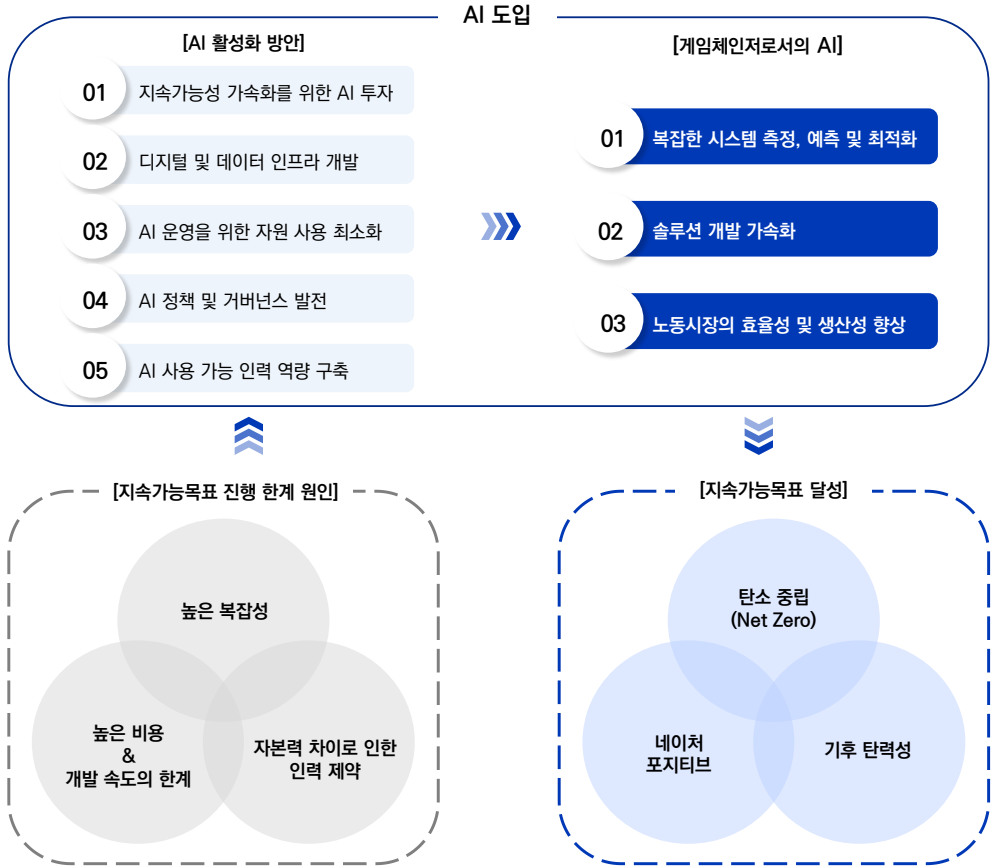 AI 도입
[AI 활성화 방안]
01 지속가능성 가속화를 위한 AI 투자
02 디지털 및 데이터 인프라 개발
03 AI 운영을 위한 자원 사용 최소화
04 AI 정책 및 거버넌스 발전
05 AI 사용 가능 인력 역량 구축
[게임체인저로서의 AI]
01 복잡한 시스템 측정, 예측 및 최적화
02 솔루션 개발 가속화
03 노동시장의 효율성 및 생산성 향상
[지속가능목표 진행 한계 원인]
높은 복잡성
높은 비용
&
개발 속도의 한계
자본력 차이로 인한
인력 제약
[지속가능목표 달성]
탄소 중립
(Net Zero)
네이처
포지티브
기후 탄력성